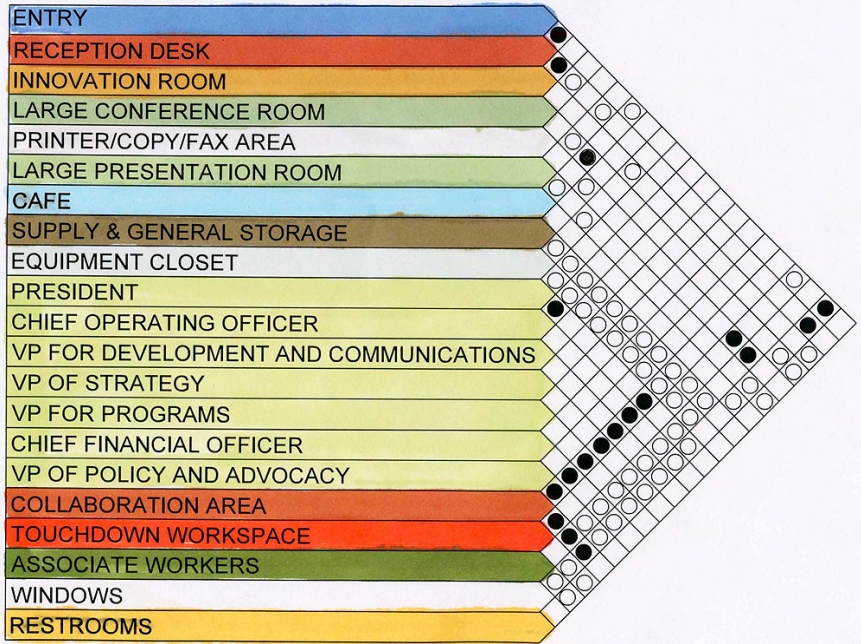 ENTRY
RECEPTION DESK
INNOVATION ROOM
LARGE CONFERENCE ROOM
PRINTER/COPY/FAX AREA
LARGE PRESENTATION ROOM
CAFE
SUPPLY & GENERAL STORAGE
EQUIPMENT CLOSET
PRESIDENT
CHIEF OPERATING OFFICER
VP FOR DEVELOPMENT AND COMMUNICATIONS
VP OF STRATEGY
VP FOR PROGRAMS
CHIEF FINANCIAL OFFICER
VP OF POLICY AND ADVOCACY
COLLABORATION AREA
TOUCHDOWN WORKSPACE
ASSOCIATE WORKERS
WINDOWS
RESTROOMS